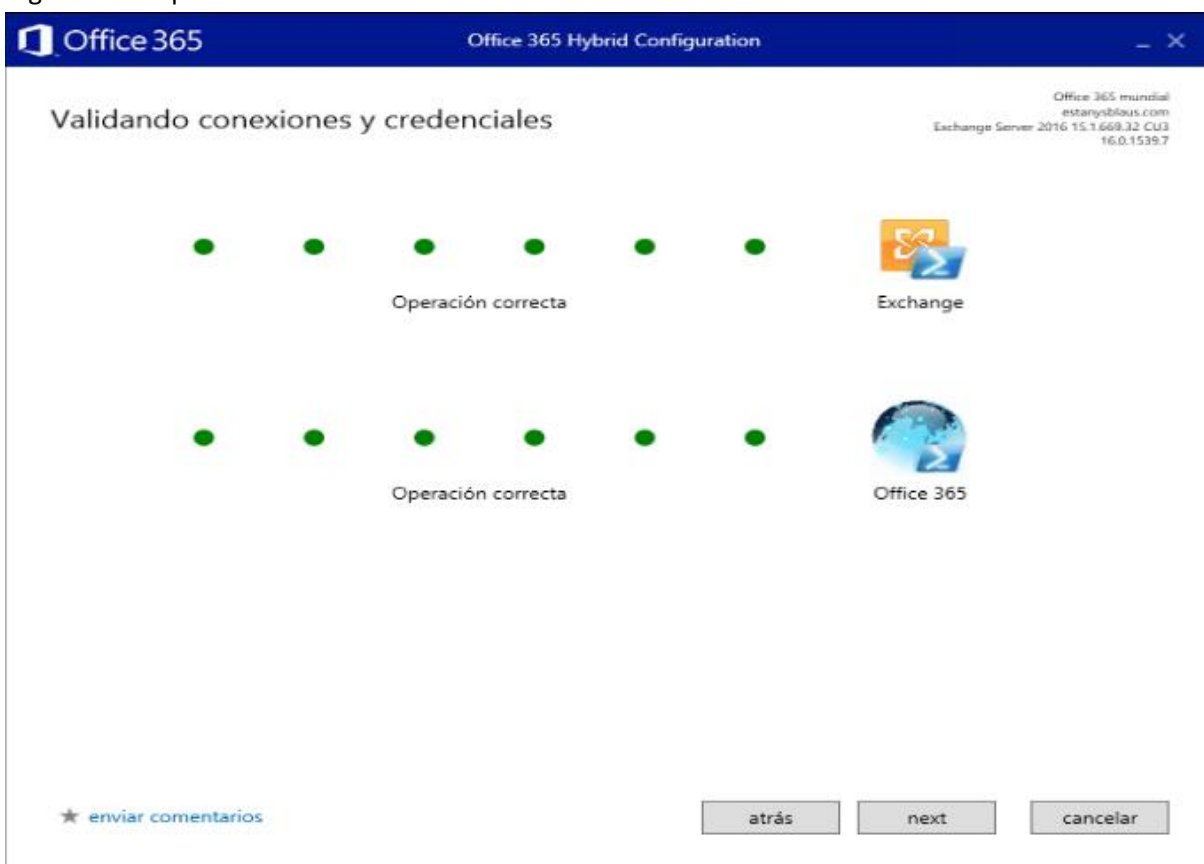 Office 365
Office 365 Hybrid Configuration
Validando conexiones y credenciales
Office 365 mundial
estanysblaus.com
Exchange Server 2016 15.1.669.32 CU3
16.0.1539.7
Operación correcta
Exchange
Operación correcta
Office 365
enviar comentarios
atrás
next
cancelar